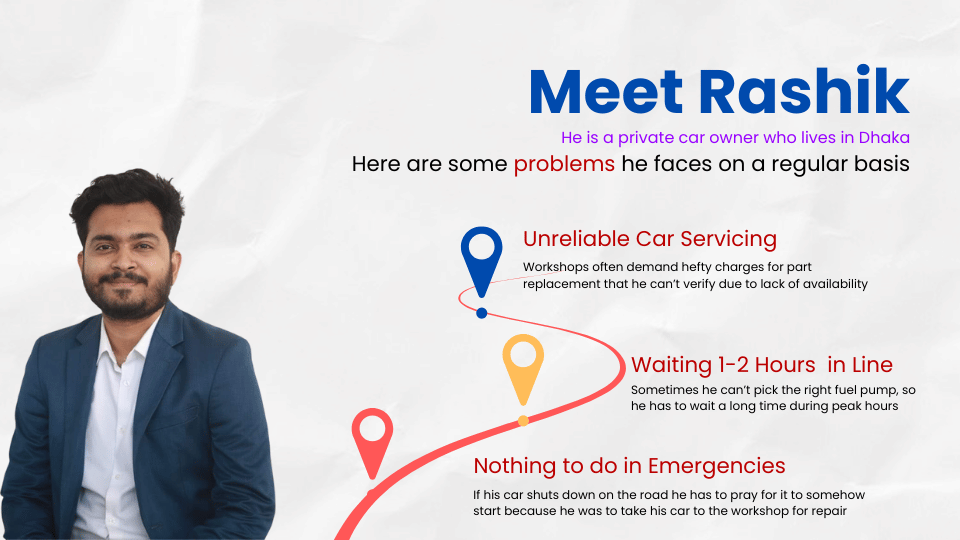 Meet Rashik
He is a private car owner who lives in Dhaka
Here are some problems he faces on a regular basis
Unreliable Car Servicing
Workshops often demand hefty charges for part
replacement that he can't verify due to lack of availability
Waiting 1-2 Hours  in Line
Sometimes he can't pick the right fuel pump, so
he has to wait a long time during peak hours
Nothing to do in Emergencies
If his car shuts down on the road he has to pray for it to somehow
start because he was to take his car to the workshop for repair